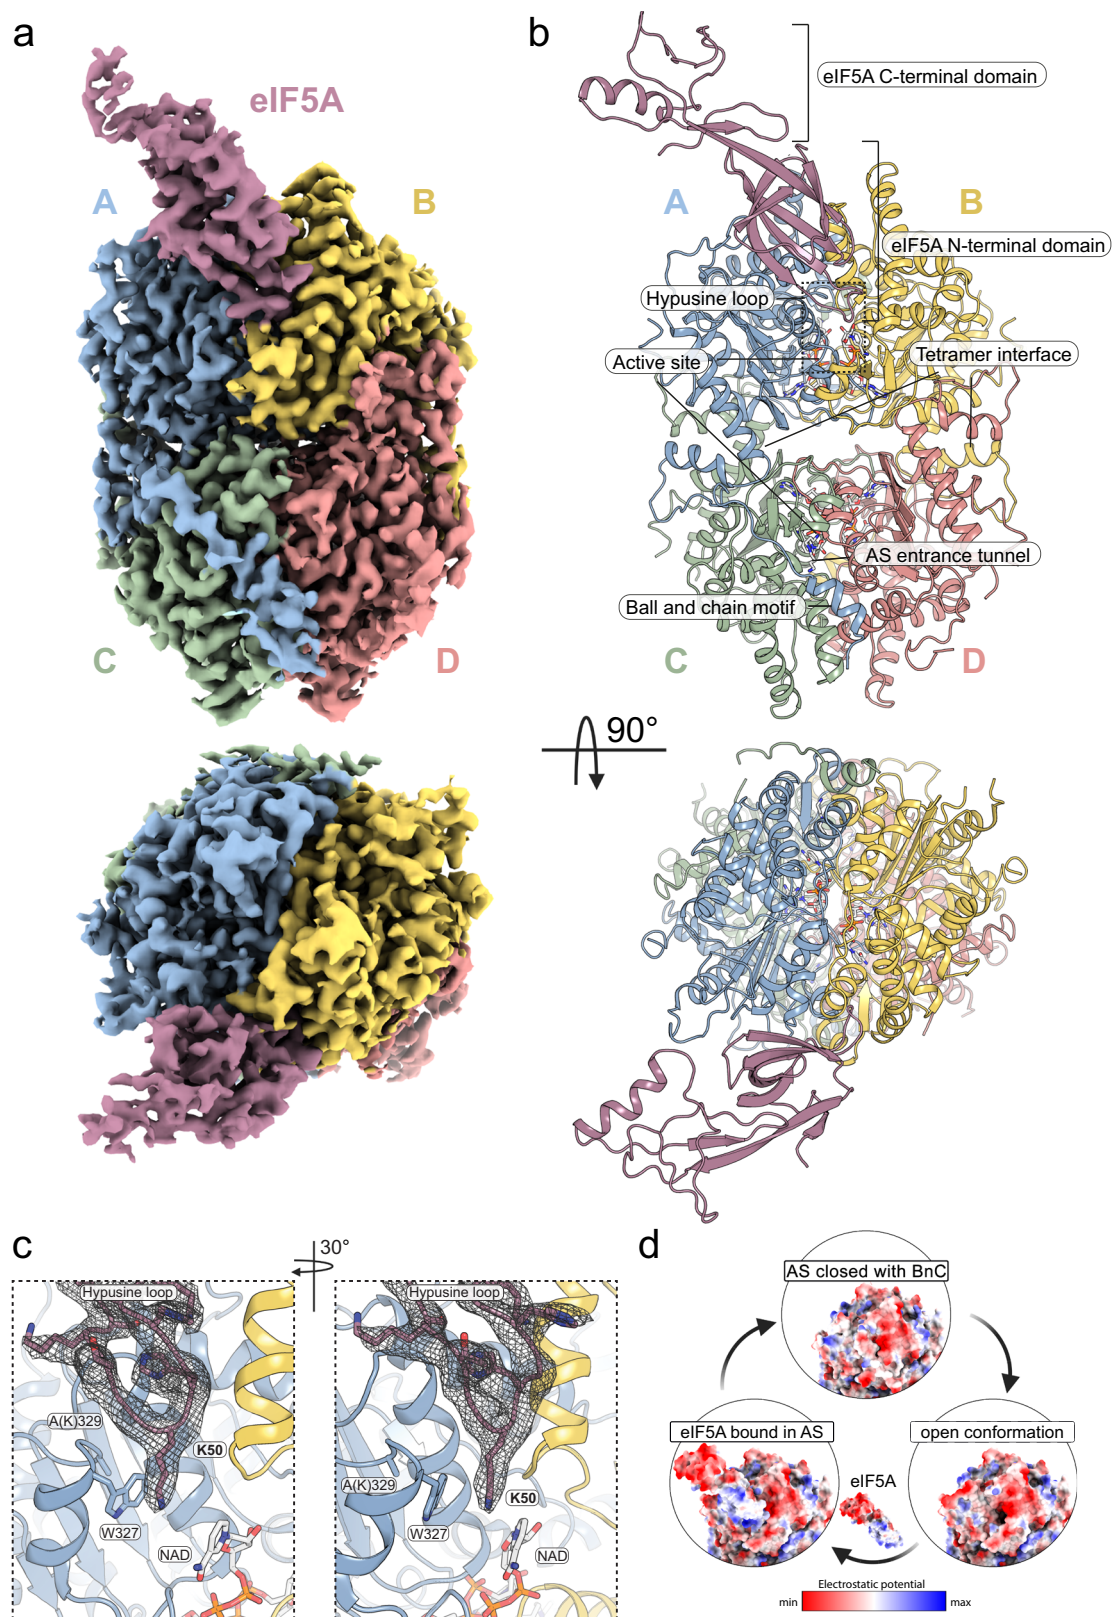 a
eIF5A
A
B
C
D
b
eIF5A C-terminal domain
A
B
eIF5A N-terminal domain
Hypusine loop
Active site
Tetramer interface
AS entrance tunnel
Ball and chain motif
C
D
90°
c
30°
Hypusine loop
A(K)329
K50
W327
NAD
Hypusine loop
A(K)329
K50
W327
NAD
d
AS closed with BnC
eIF5A bound in AS
open conformation
eIF5A
Electrostatic potential
min
max